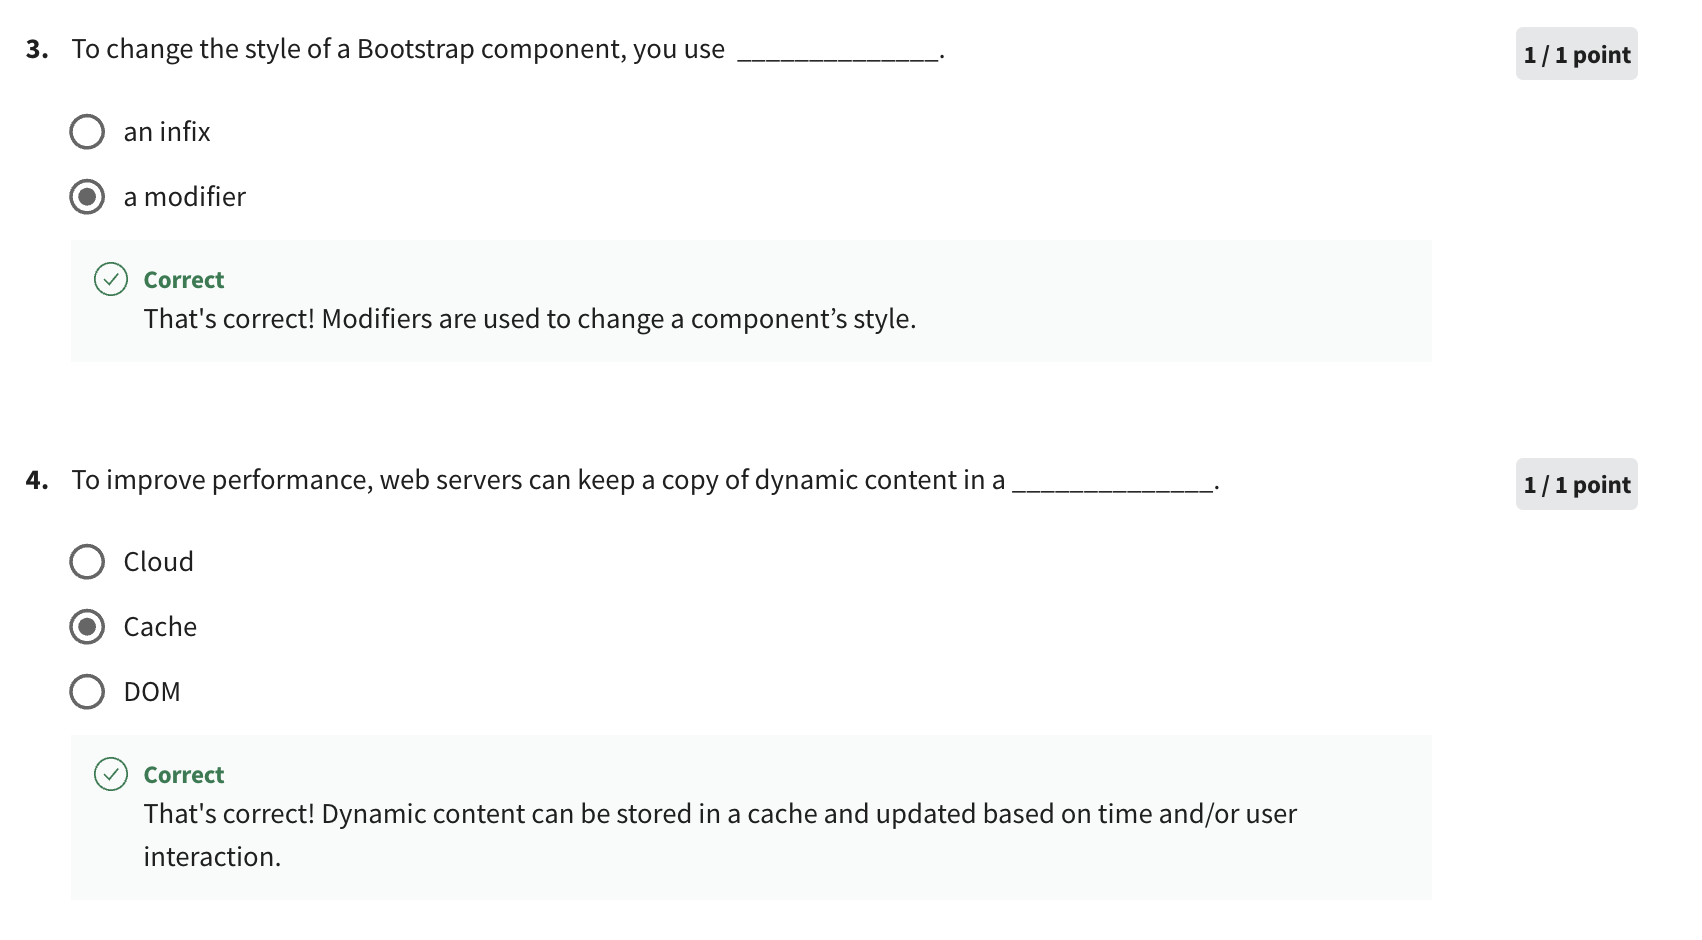 3. To change the style of a Bootstrap component, you use ______________.
1 / 1 point
an infix
a modifier
Correct
That's correct! Modifiers are used to change a component’s style.
4. To improve performance, web servers can keep a copy of dynamic content in a ______________.
1 / 1 point
Cloud
Cache
DOM
Correct
That's correct! Dynamic content can be stored in a cache and updated based on time and/or user
interaction.